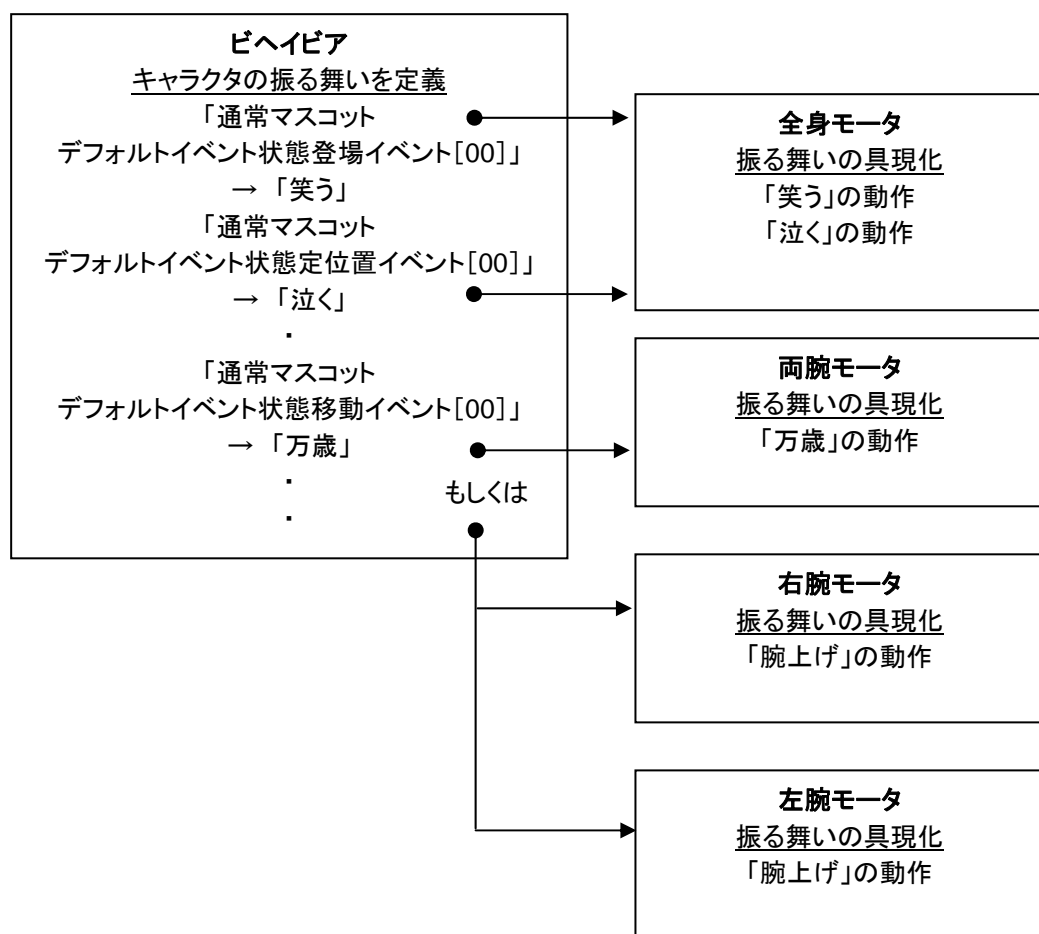 ビヘイビア
キャラクタの振る舞いを定義
「通常マスコット
デフォルトイベント状態登場イベント[00]」
→ 「笑う」
「通常マスコット
デフォルトイベント状態定位置イベント[00]」
→ 「泣く」
・
「通常マスコット
デフォルトイベント状態移動イベント[00]」
→ 「万歳」
・
・
もしくは
全身モータ
振る舞いの具現化
「笑う」の動作
「泣く」の動作
両腕モータ
振る舞いの具現化
「万歳」の動作
右腕モータ
振る舞いの具現化
「腕上げ」の動作
左腕モータ
振る舞いの具現化
「腕上げ」の動作